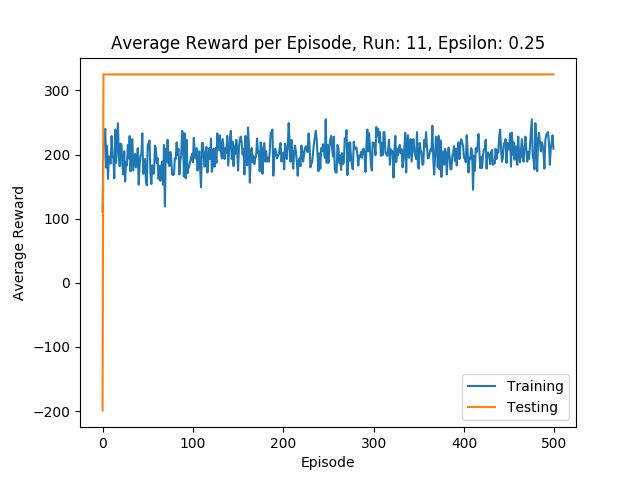 Average Reward per Episode, Run: 11, Epsilon: 0.25
Average Reward
300
200
100
0
−100
−200
0
100
200
300
400
500
Episode
Training
Testing